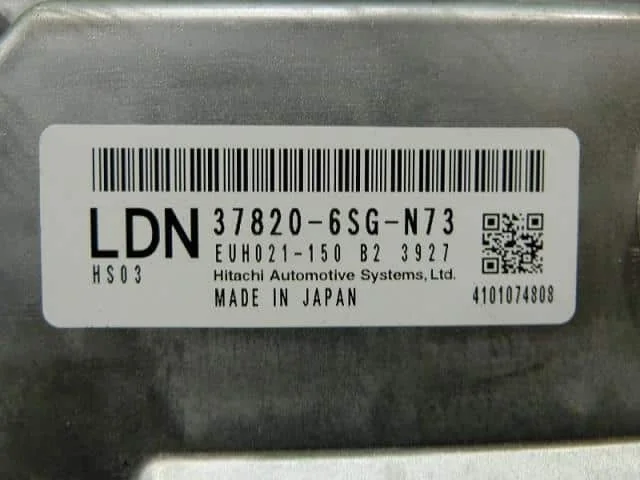 LDN 37820-6SG-N73
EUH021-150 B2 3927
HS03 Hitachi Automotive Systems, Ltd.
MADE IN JAPAN 4101074808